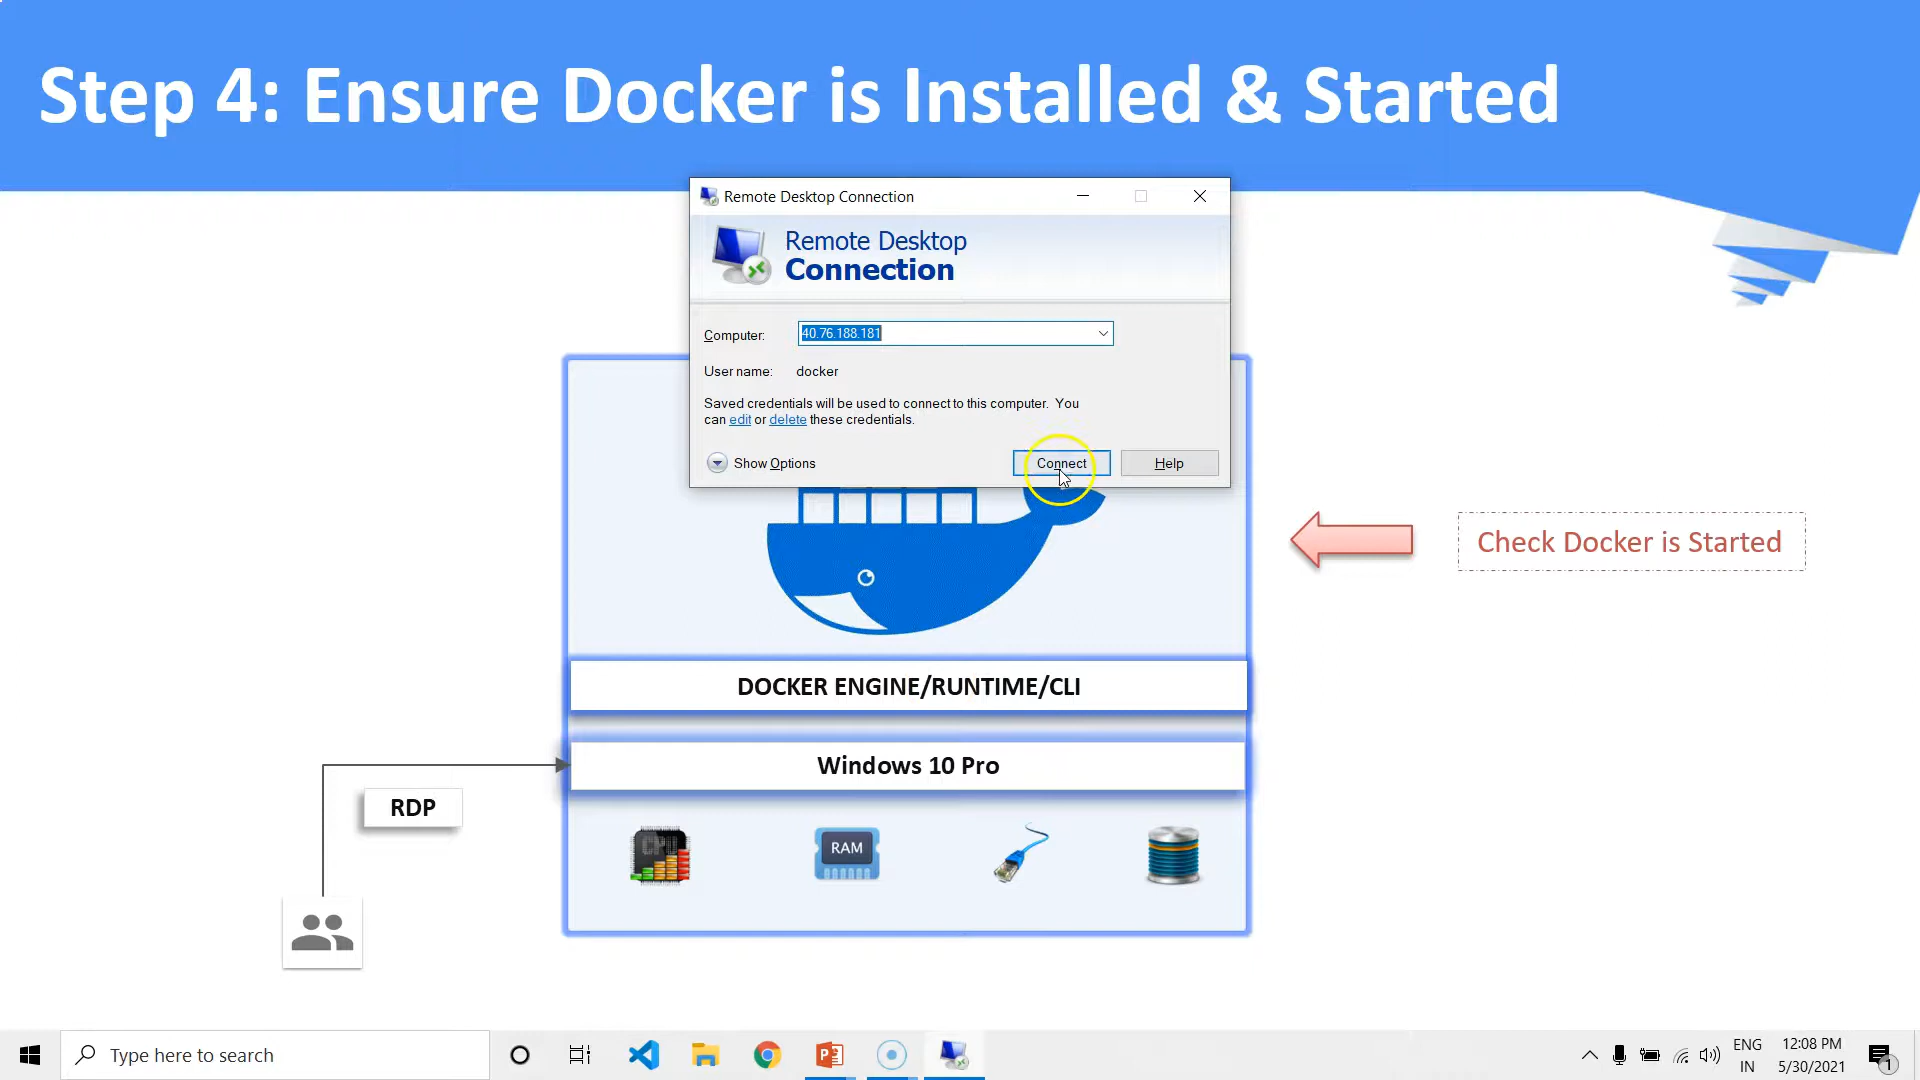 Step 4: Ensure Docker is Installed & Started
Remote Desktop Connection
Remote Desktop
Connection
Computer:
40.76.188.181
User name:
docker
Saved credentials will be used to connect to this computer. You
can edit or delete these credentials.
Show Options
Connect
Help
Check Docker is Started
DOCKER ENGINE/RUNTIME/CLI
Windows 10 Pro
RDP
CPU
RAM
Type here to search
ENG
IN
12:08 PM
5/30/2021
1